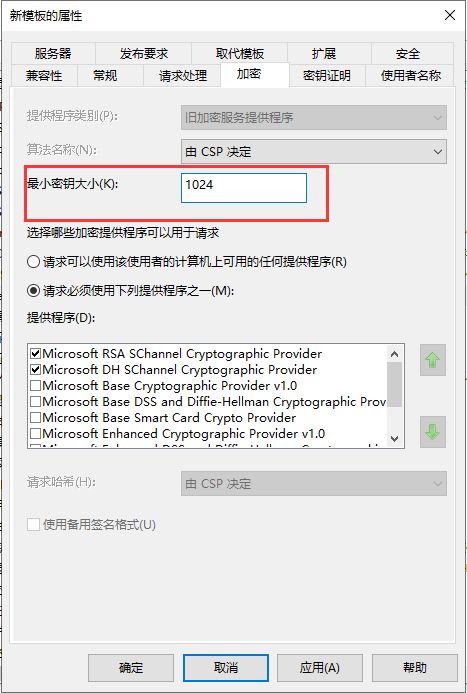 新模板的属性
服务器 发布要求 取代模板 扩展 安全
兼容性 常规 请求处理 加密 密钥证明 使用者名称
提供程序类别(P): 旧加密服务提供程序
算法名称(N): 由 CSP 决定
最小密钥大小(K): 1024
选择哪些加密提供程序可以用于请求
请求可以使用该使用者的计算机上可用的任何提供程序(R)
请求必须使用下列提供程序之一(M):
提供程序(D):
Microsoft RSA SChannel Cryptographic Provider
Microsoft DH SChannel Cryptographic Provider
Microsoft Base Cryptographic Provider v1.0
Microsoft Base DSS and Diffie-Hellman Cryptographic Prov
Microsoft Base Smart Card Crypto Provider
Microsoft Enhanced Cryptographic Provider v1.0
请求哈希(H): 由 CSP 决定
使用备用签名格式(U)
确定 取消 应用(A) 帮助